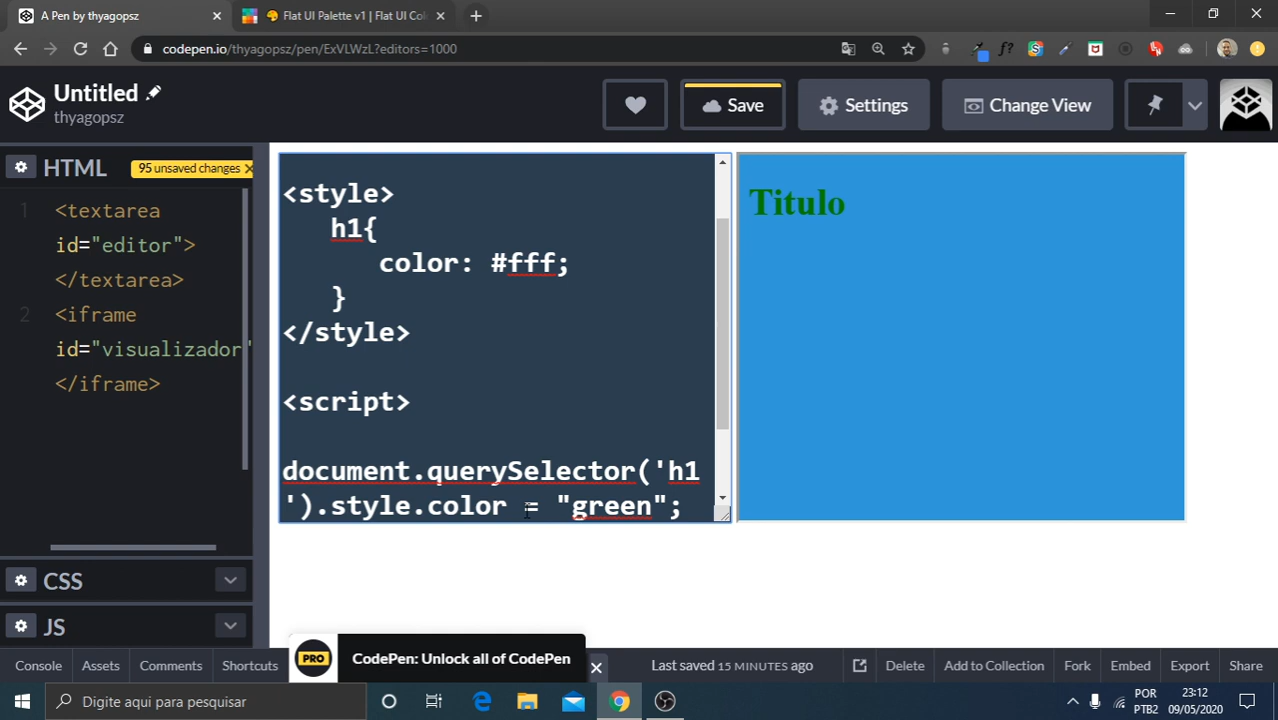 A Pen by thyagopsz
Flat UI Palette v1 | Flat UI Col
codepen.io/thyagopsz/pen/ExVLWzL?editors=1000
Untitled
thyagopsz
Save
Settings
Change View
HTML
95 unsaved changes
1
<textarea
id="editor">
</textarea>
2
<iframe
id="visualizador"
</iframe>
CSS
JS
<style>
h1{
color: #fff;
}
</style>
<script>
document.querySelector('h1
').style.color = "green";
Titulo
PRO
CodePen: Unlock all of CodePen
Console
Assets
Comments
Shortcuts
Last saved 15 MINUTES ago
Delete
Add to Collection
Fork
Embed
Export
Share
Digite aqui para pesquisar
POR
PTB2
23:12
09/05/2020